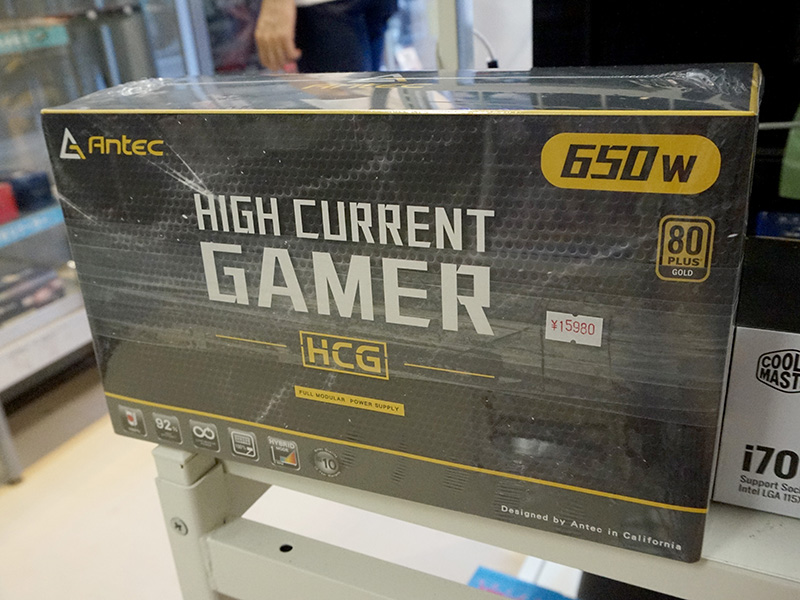 Antec
650W
HIGH CURRENT
GAMER
80
PLUS
GOLD
¥15980
HCG
FULL MODULAR POWER SUPPLY
92%
HYBRID
10
Designed by Antec in California
COOL
MAST
i70
Support Soc
Intel LGA 115X